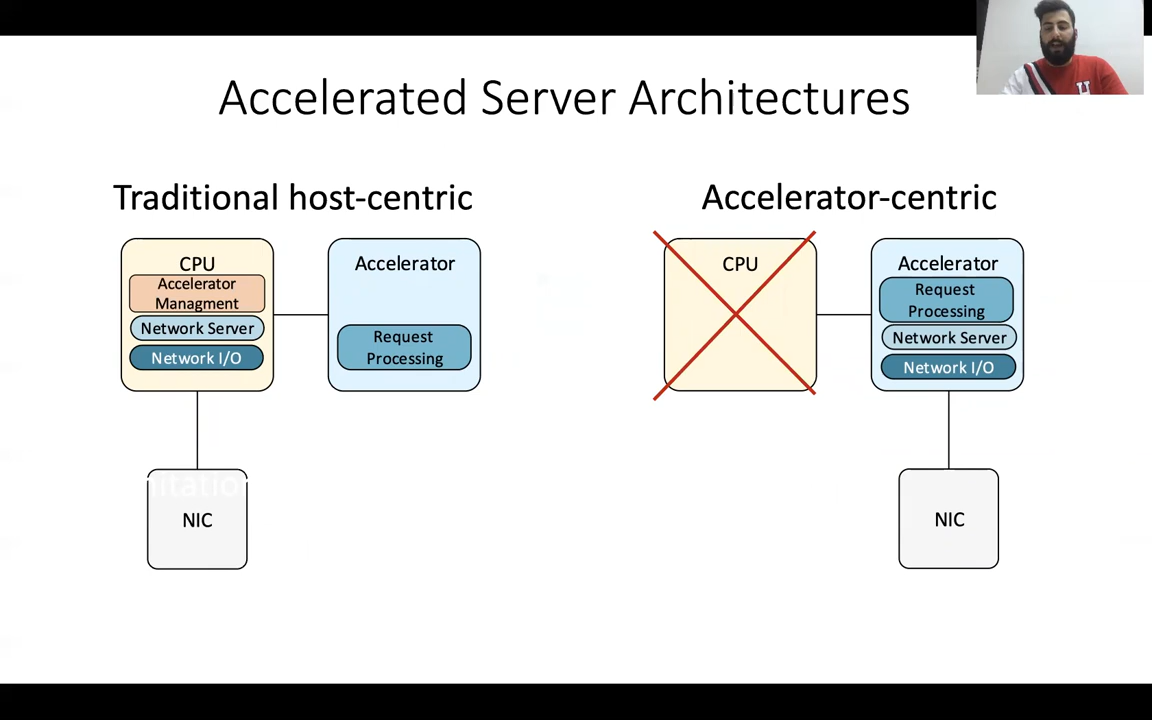 Accelerated Server Architectures
Traditional host-centric
CPU
Accelerator
Managment
Network Server
Network I/O
Accelerator
Request
Processing
NIC
Accelerator-centric
CPU
Accelerator
Request
Processing
Network Server
Network I/O
NIC